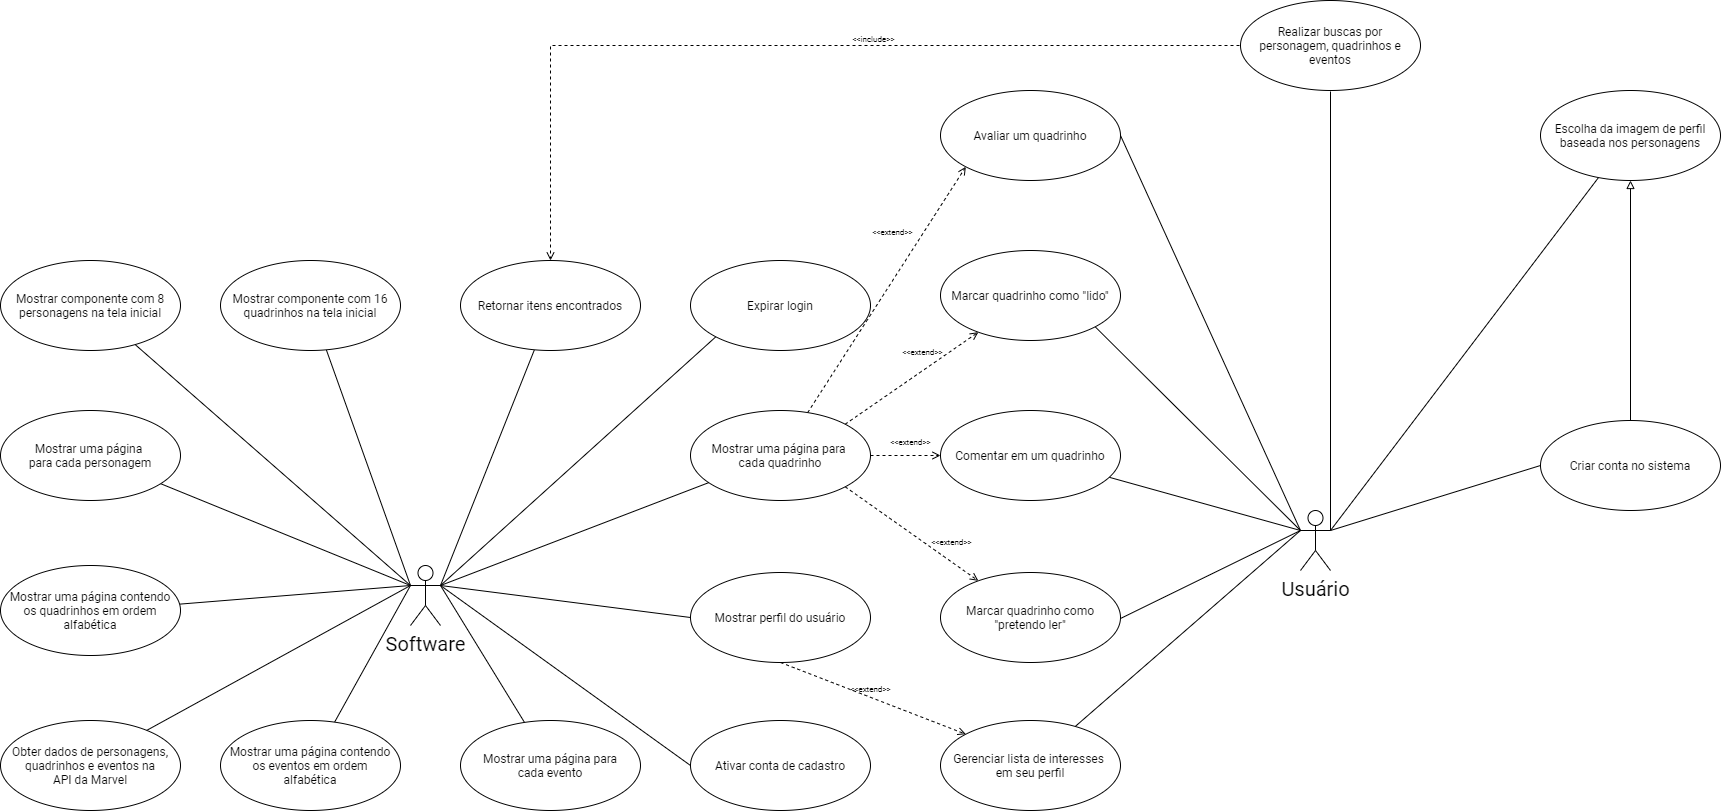 Realizar buscas por
personagem, quadrinhos e
eventos
<<include>>
Avaliar um quadrinho
Escolha da imagem de perfil
baseada nos personagens
<<extend>>
Mostrar componente com 8
personagens na tela inicial
Mostrar componente com 16
quadrinhos na tela inicial
Retornar itens encontrados
Expirar login
Marcar quadrinho como "lido"
<<extend>>
Mostrar uma página
para cada personagem
Mostrar uma página para
cada quadrinho
<<extend>>
Comentar em um quadrinho
Criar conta no sistema
<<extend>>
Usuário
Mostrar uma página contendo
os quadrinhos em ordem
alfabética
Software
Mostrar perfil do usuário
Marcar quadrinho como
"pretendo ler"
<<extend>>
Obter dados de personagens,
quadrinhos e eventos na
API da Marvel
Mostrar uma página contendo
os eventos em ordem
alfabética
Mostrar uma página para
cada evento
Ativar conta de cadastro
Gerenciar lista de interesses
em seu perfil